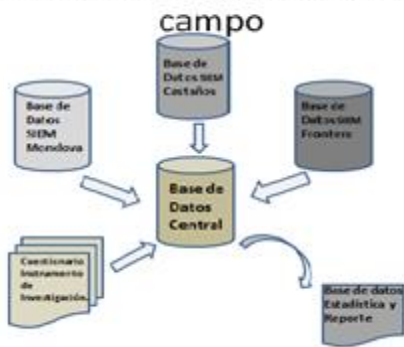 campo
Base de
Datos SIEM
Castaños
Base de
Datos
SIEM
Monclova
Base de
Datos SIEM
Frontera
Base de
Datos
Central
Cuestionario
Instrumento
de
Investigación.
Base de datos
Estadística y
Reporte